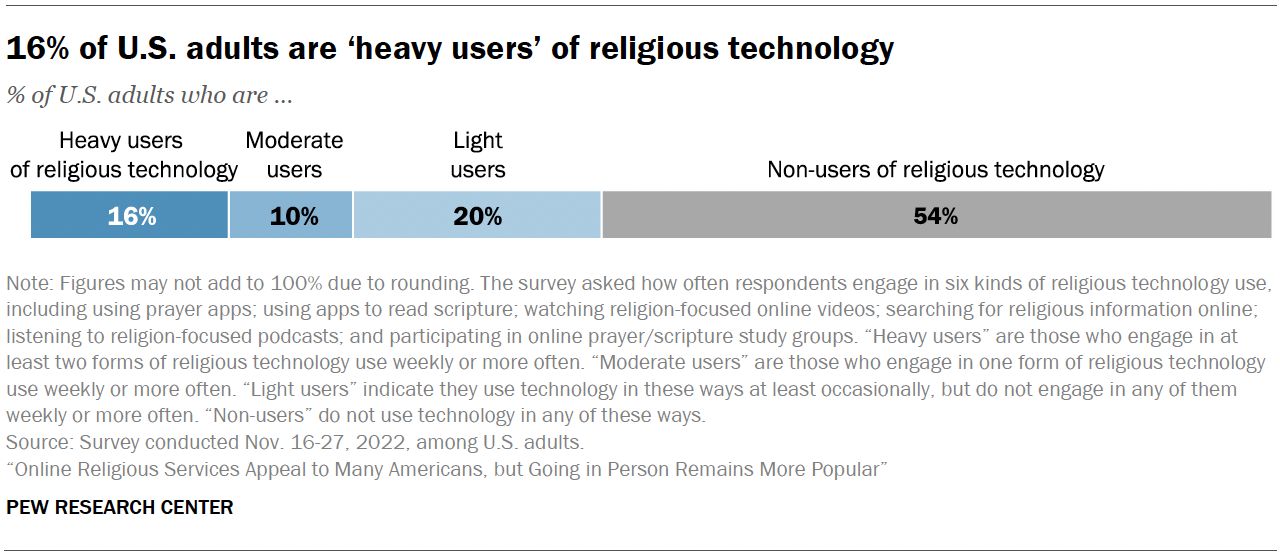 16% of U.S. adults are ‘heavy users’ of religious technology
% of U.S. adults who are ...
Heavy users
of religious technology
Moderate
users
Light
users
Non-users of religious technology
16%
10%
20%
54%
Note: Figures may not add to 100% due to rounding. The survey asked how often respondents engage in six kinds of religious technology use,
including using prayer apps; using apps to read scripture; watching religion-focused online videos; searching for religious information online;
listening to religion-focused podcasts; and participating in online prayer/scripture study groups. “Heavy users” are those who engage in at
least two forms of religious technology use weekly or more often. “Moderate users” are those who engage in one form of religious technology
use weekly or more often. “Light users” indicate they use technology in these ways at least occasionally, but do not engage in any of them
weekly or more often. “Non-users” do not use technology in any of these ways.
Source: Survey conducted Nov. 16-27, 2022, among U.S. adults.
“Online Religious Services Appeal to Many Americans, but Going in Person Remains More Popular”
PEW RESEARCH CENTER